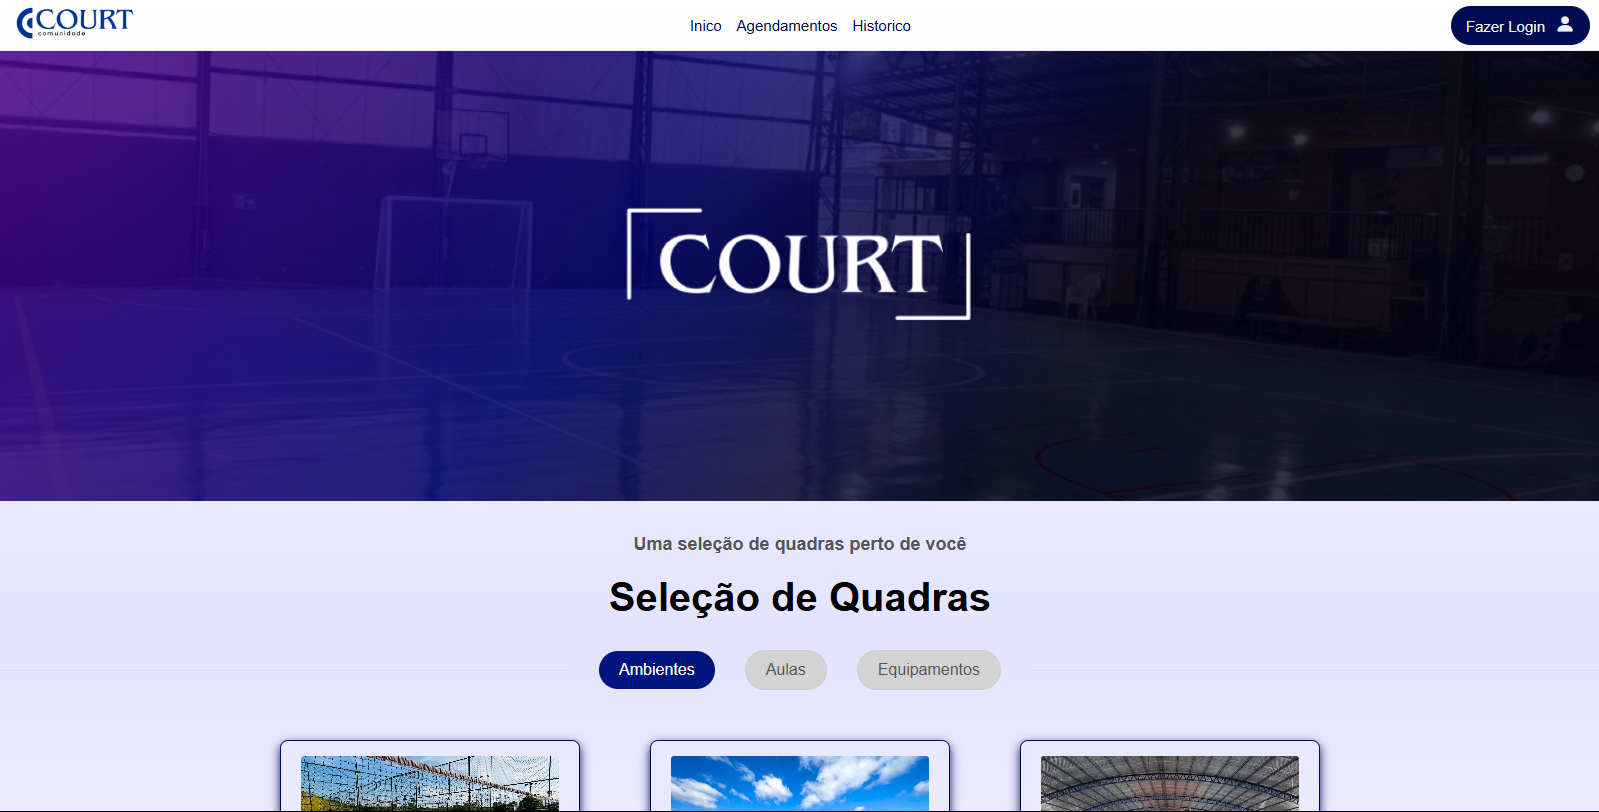 COURT
comunidade
Inico Agendamentos Historico
Fazer Login
COURT
Uma seleção de quadras perto de você
Seleção de Quadras
Ambientes Aulas Equipamentos